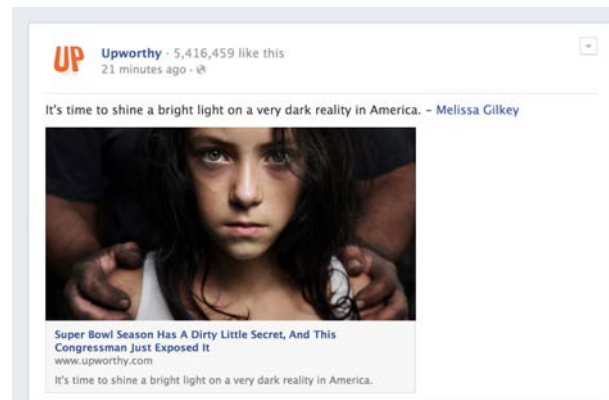 UP Upworthy · 5,416,459 like this
21 minutes ago ·
It's time to shine a bright light on a very dark reality in America. – Melissa Gilkey
Super Bowl Season Has A Dirty Little Secret, And This
Congressman Just Exposed It
www.upworthy.com
It's time to shine a bright light on a very dark reality in America.